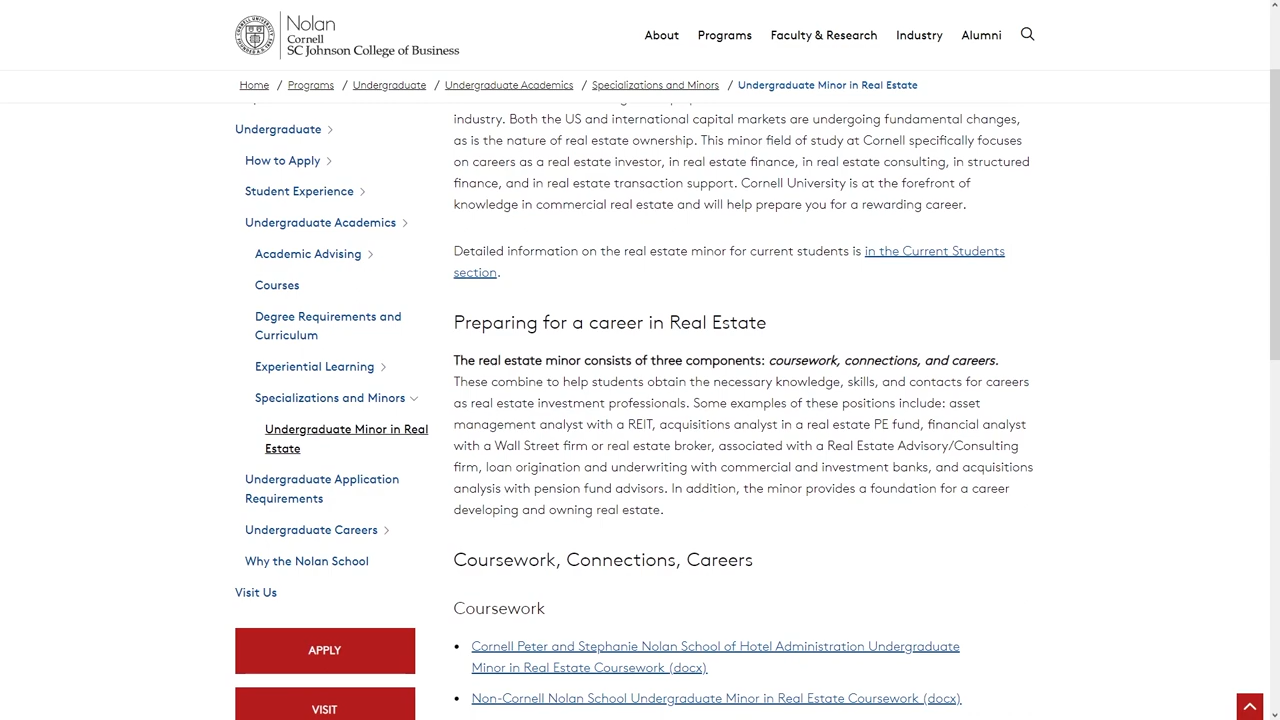 Nolan
Cornell
SC Johnson College of Business
About Programs Faculty & Research Industry Alumni
Home / Programs / Undergraduate / Undergraduate Academics / Specializations and Minors / Undergraduate Minor in Real Estate
Undergraduate
How to Apply
Student Experience
Undergraduate Academics
Academic Advising
Courses
Degree Requirements and
Curriculum
Experiential Learning
Specializations and Minors
Undergraduate Minor in Real
Estate
Undergraduate Application
Requirements
Undergraduate Careers
Why the Nolan School
Visit Us
APPLY
VISIT
industry. Both the US and international capital markets are undergoing fundamental changes,
as is the nature of real estate ownership. This minor field of study at Cornell specifically focuses
on careers as a real estate investor, in real estate finance, in real estate consulting, in structured
finance, and in real estate transaction support. Cornell University is at the forefront of
knowledge in commercial real estate and will help prepare you for a rewarding career.
Detailed information on the real estate minor for current students is in the Current Students
section.
Preparing for a career in Real Estate
The real estate minor consists of three components: coursework, connections, and careers.
These combine to help students obtain the necessary knowledge, skills, and contacts for careers
as real estate investment professionals. Some examples of these positions include: asset
management analyst with a REIT, acquisitions analyst in a real estate PE fund, financial analyst
with a Wall Street firm or real estate broker, associated with a Real Estate Advisory/Consulting
firm, loan origination and underwriting with commercial and investment banks, and acquisitions
analysis with pension fund advisors. In addition, the minor provides a foundation for a career
developing and owning real estate.
Coursework, Connections, Careers
Coursework
• Cornell Peter and Stephanie Nolan School of Hotel Administration Undergraduate
Minor in Real Estate Coursework (docx)
• Non-Cornell Nolan School Undergraduate Minor in Real Estate Coursework (docx)